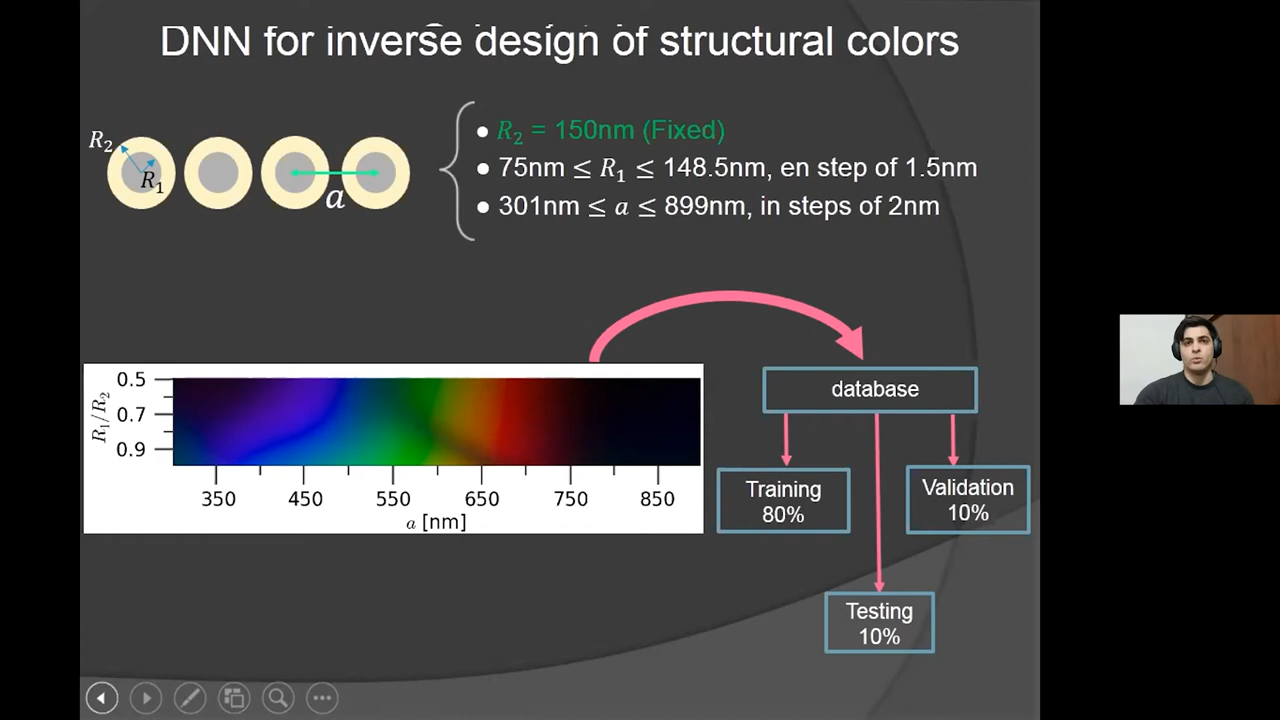 DNN for inverse design of structural colors
R₂
R₁
a
R₂ = 150nm (Fixed)
75nm ≤ R₁ ≤ 148.5nm, en step of 1.5nm
301nm ≤ a ≤ 899nm, in steps of 2nm
R₁/R₂
0.5
0.7
0.9
350 450 550 650 750 850
a [nm]
database
Training
80%
Validation
10%
Testing
10%